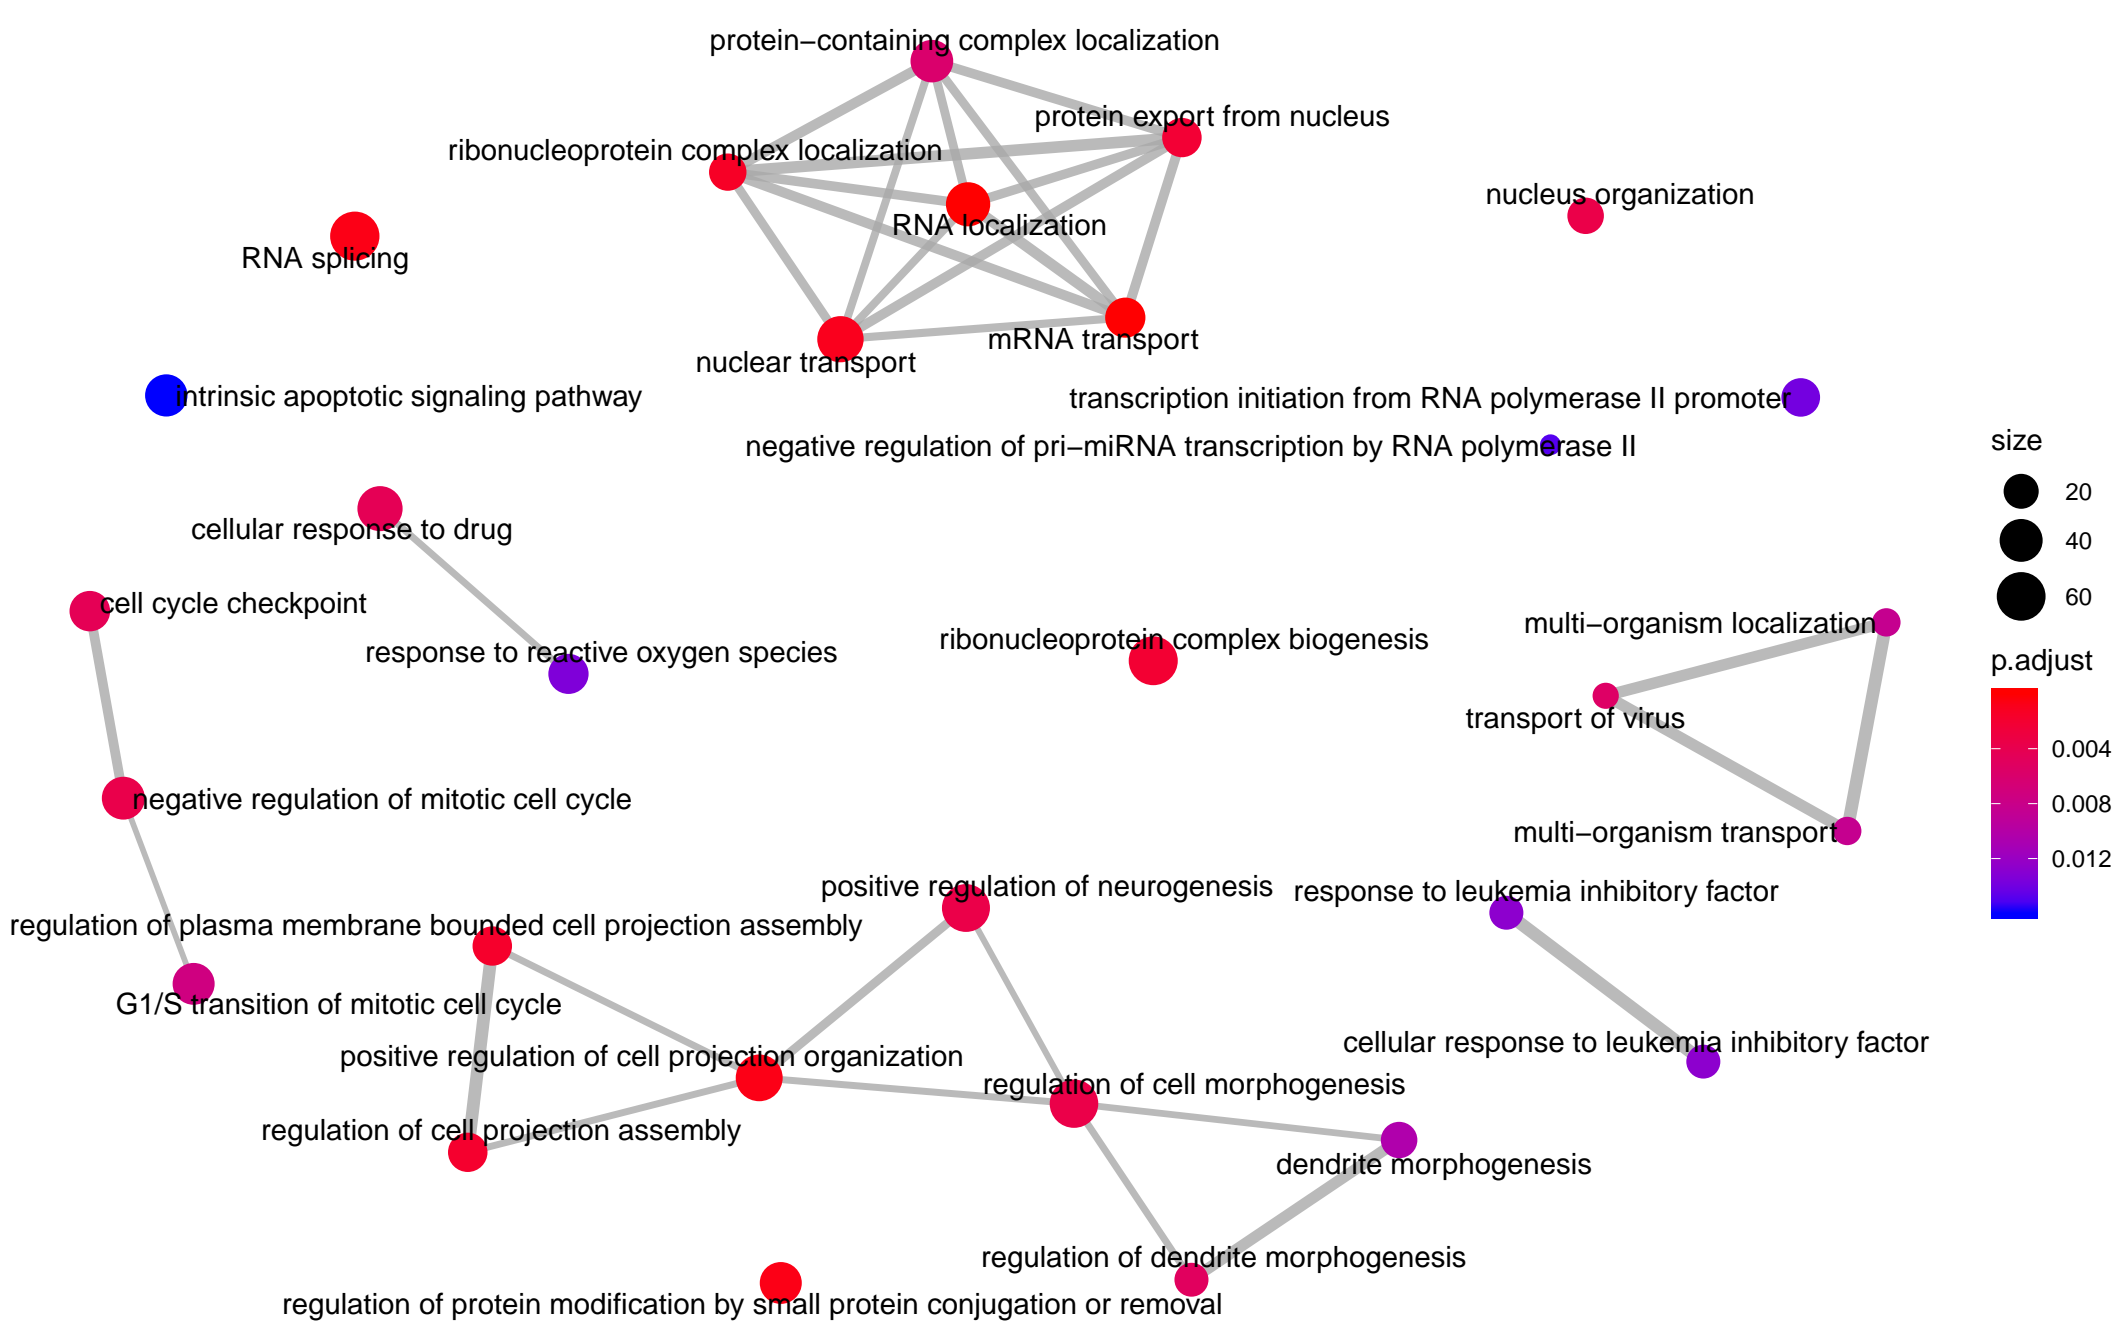 protein−containing complex localization
protein export from nucleus
ribonucleoprotein complex localization
nucleus organization
RNA localization
RNA splicing
mRNA transport
nuclear transport
intrinsic apoptotic signaling pathway
transcription initiation from RNA polymerase II promoter
negative regulation of pri−miRNA transcription by RNA polymerase II
size
20
40
60
cellular response to drug
cell cycle checkpoint
multi−organism localization
ribonucleoprotein complex biogenesis
response to reactive oxygen species
p.adjust
0.004
0.008
0.012
transport of virus
negative regulation of mitotic cell cycle
multi−organism transport
positive regulation of neurogenesis
response to leukemia inhibitory factor
regulation of plasma membrane bounded cell projection assembly
G1/S transition of mitotic cell cycle
cellular response to leukemia inhibitory factor
positive regulation of cell projection organization
regulation of cell morphogenesis
regulation of cell projection assembly
dendrite morphogenesis
regulation of dendrite morphogenesis
regulation of protein modification by small protein conjugation or removal